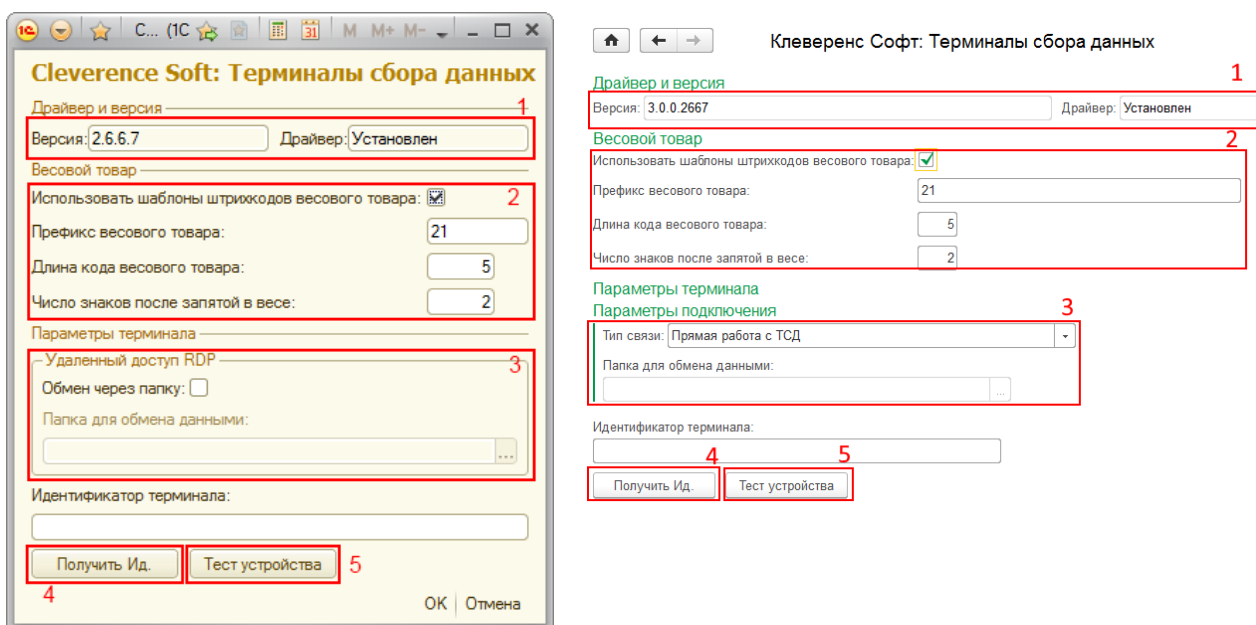 С... (1С
31
M M+ M-
Cleverence Soft: Терминалы сбора данных
Драйвер и версия
1
Версия: 2.6.6.7 Драйвер: Установлен
Весовой товар
Использовать шаблоны штрихкодов весового товара:
2
Префикс весового товара: 21
Длина кода весового товара: 5
Число знаков после запятой в весе: 2
Параметры терминала
Удаленный доступ RDP
3
Обмен через папку:
Папка для обмена данными:
...
Идентификатор терминала:
Получить Ид. Тест устройства 5
4
ОК Отмена
Клеверенс Софт: Терминалы сбора данных
Драйвер и версия
1
Версия: 3.0.0.2667 Драйвер: Установлен
Весовой товар
2
Использовать шаблоны штрихкодов весового товара:
Префикс весового товара: 21
Длина кода весового товара: 5
Число знаков после запятой в весе: 2
Параметры терминала
Параметры подключения
3
Тип связи: Прямая работа с ТСД
Папка для обмена данными:
...
Идентификатор терминала:
4 5
Получить Ид. Тест устройства